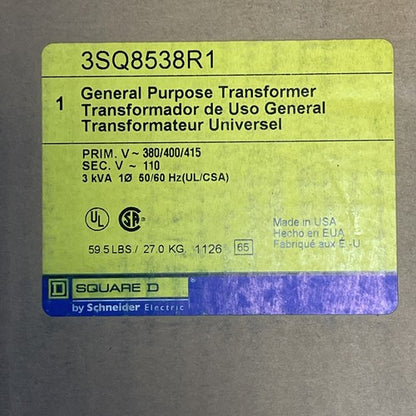 3SQ8538R1
1
General Purpose Transformer
Transformador de Uso General
Transformateur Universel
PRIM. V ~ 380/400/415
SEC. V ~ 110
3 kVA 1Ø 50/60 Hz(UL/CSA)
UL
SA
Made in USA
Hecho en EUA
Fabriqué aux É.-U
59.5 LBS / 27.0 KG. 1126 65
D SQUARE D
by Schneider Electric